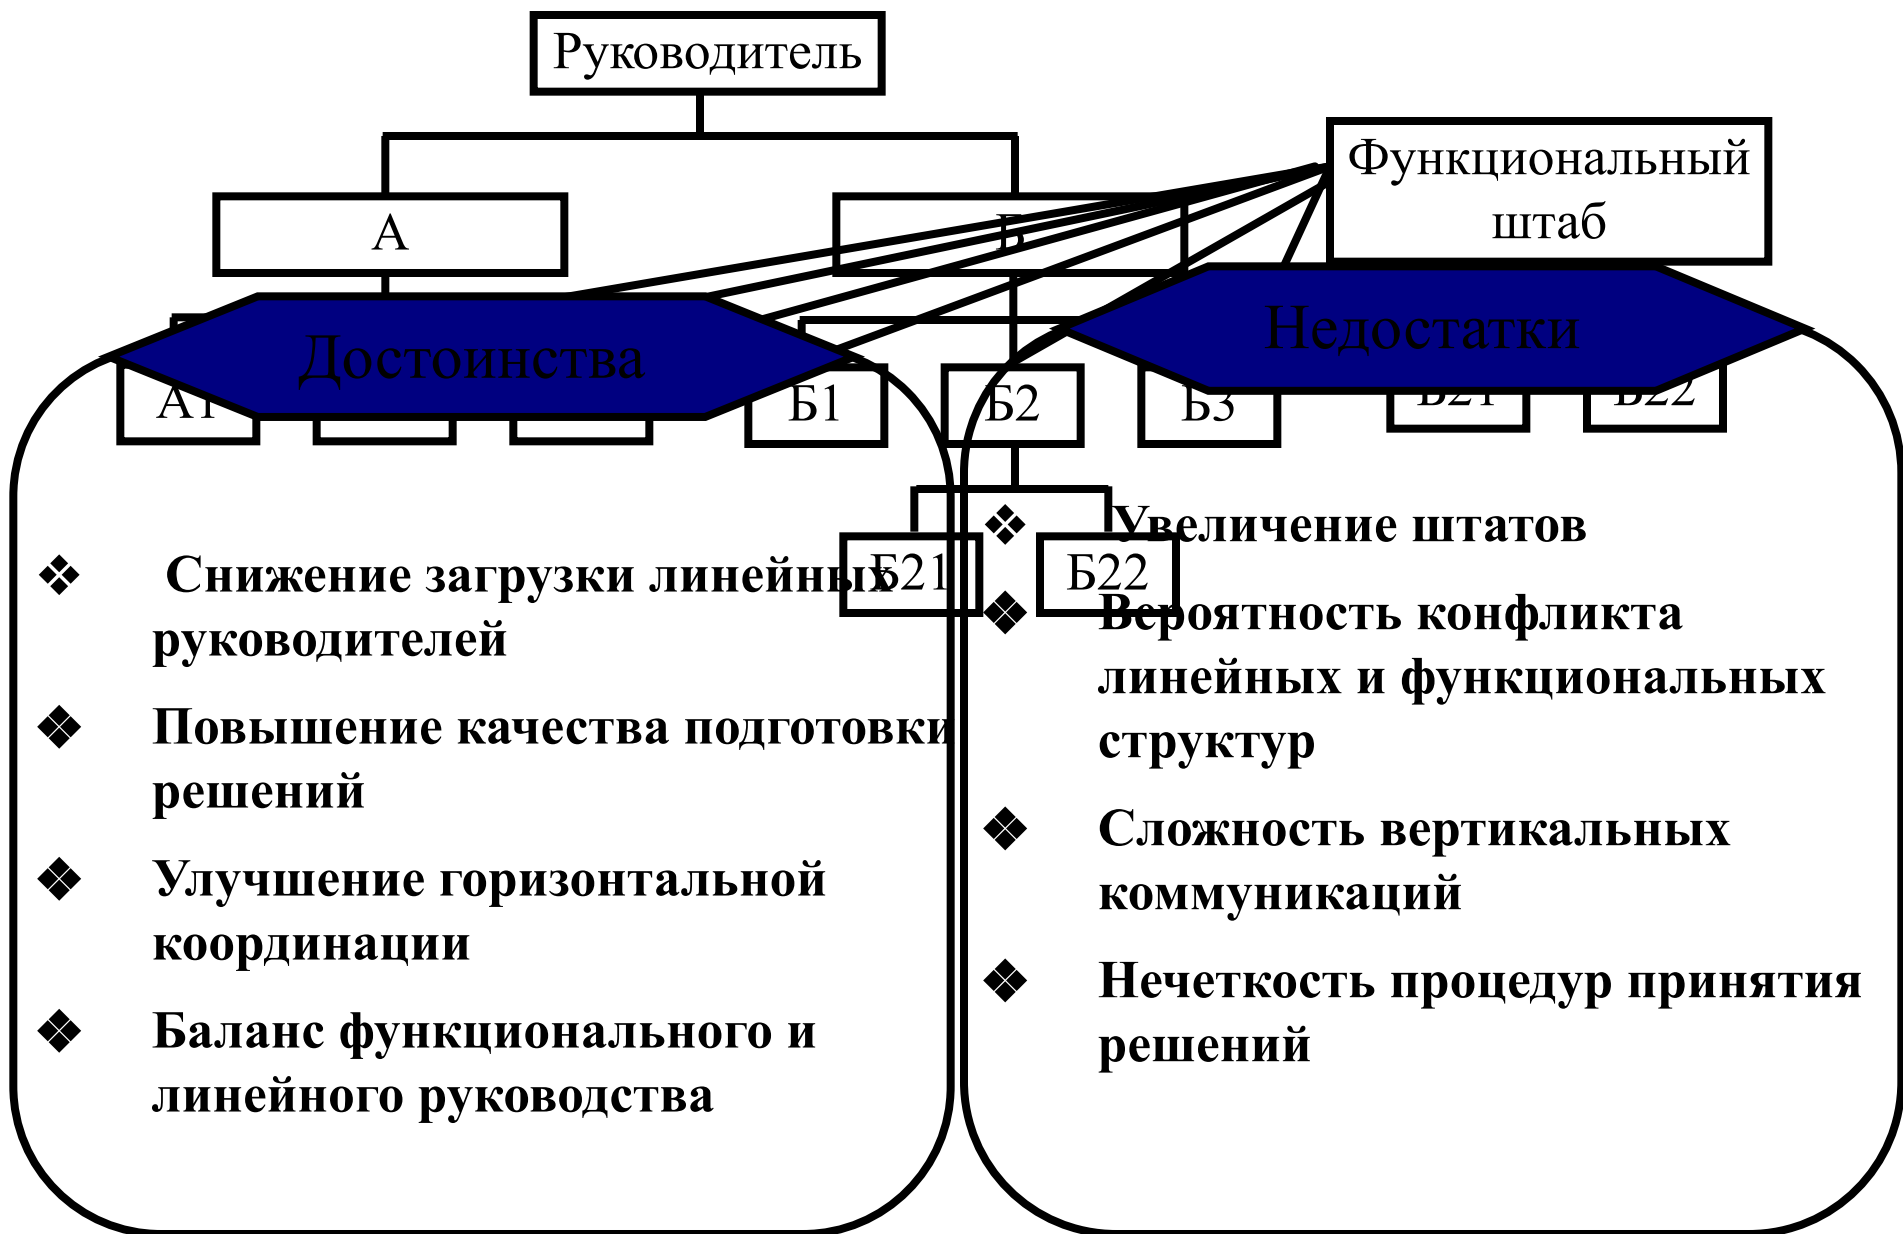 Руководитель
Функциональный
штаб
А
Б
Достоинства
Недостатки
А1
Б1
Б2
Б3
Б21
Б22
Б21
Б22
Снижение загрузки линейных
руководителей
Повышение качества подготовки
решений
Улучшение горизонтальной
координации
Баланс функционального и
линейного руководства
Увеличение штатов
Вероятность конфликта
линейных и функциональных
структур
Сложность вертикальных
коммуникаций
Нечеткость процедур принятия
решений